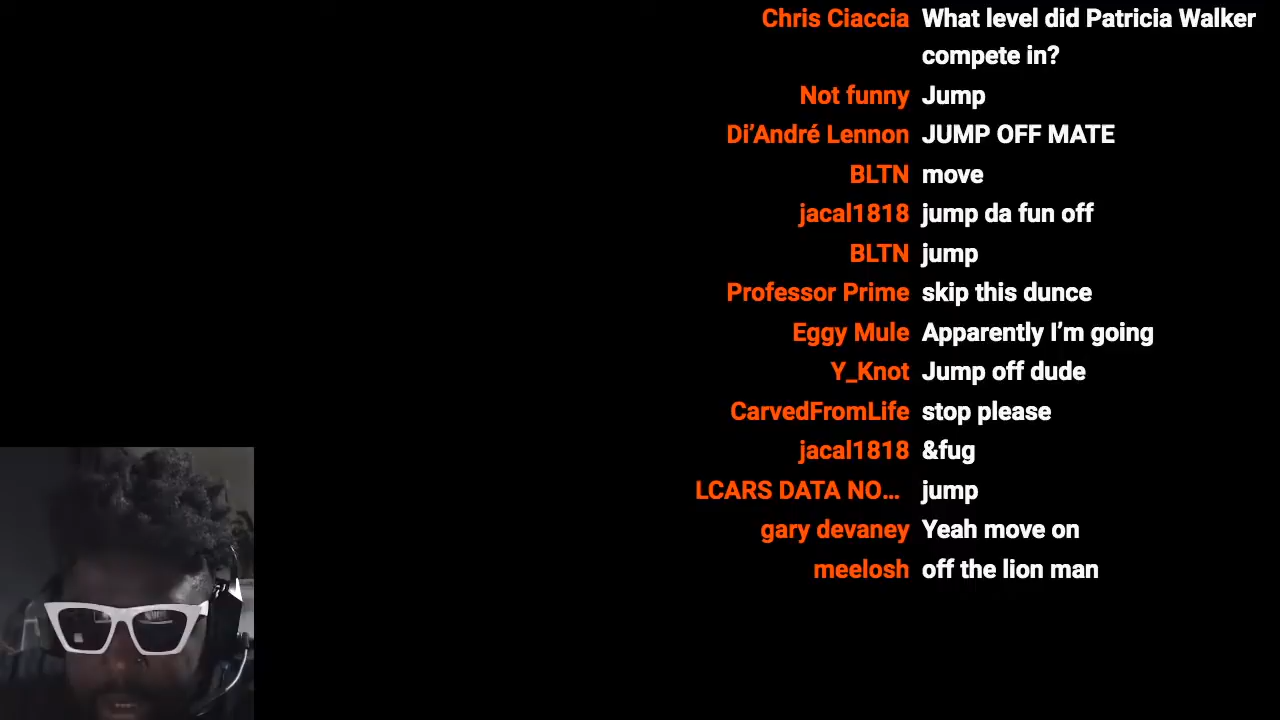 Chris Ciaccia What level did Patricia Walker
compete in?
Not funny Jump
Di’André Lennon JUMP OFF MATE
BLTN move
jacal1818 jump da fun off
BLTN jump
Professor Prime skip this dunce
Eggy Mule Apparently I’m going
Y_Knot Jump off dude
CarvedFromLife stop please
jacal1818 &fug
LCARS DATA NO... jump
gary devaney Yeah move on
meelosh off the lion man